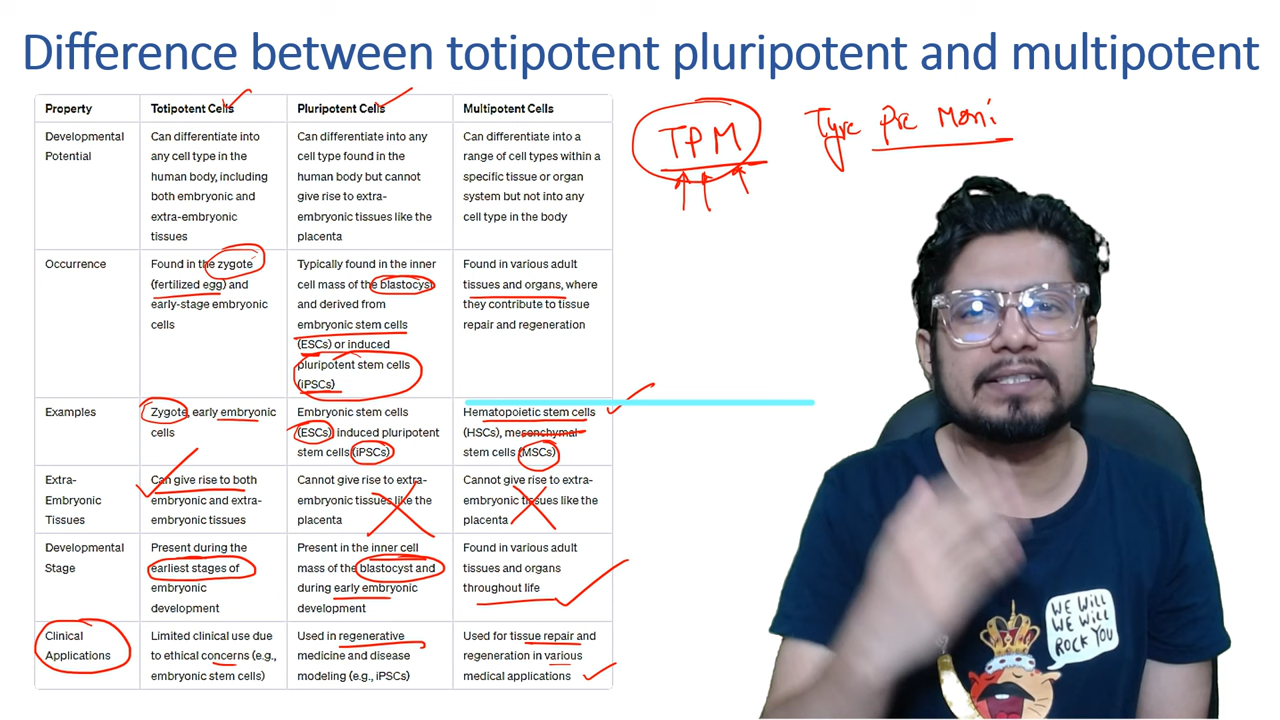 Difference between totipotent pluripotent and multipotent
Property Totipotent Cells Pluripotent Cells Multipotent Cells
Developmental
Potential
Can differentiate into
any cell type in the
human body, including
both embryonic and
extra-embryonic
tissues
Can differentiate into any
cell type found in the
human body but cannot
give rise to extra-
embryonic tissues like the
placenta
Can differentiate into a
range of cell types within a
specific tissue or organ
system but not into any
cell type in the body
Occurrence
Found in the zygote
(fertilized egg) and
early-stage embryonic
cells
Typically found in the inner
cell mass of the blastocyst
and derived from
embryonic stem cells
(ESCs) or induced
pluripotent stem cells
(iPSCs)
Found in various adult
tissues and organs, where
they contribute to tissue
repair and regeneration
Examples
Zygote, early embryonic
cells
Embryonic stem cells
(ESCs), induced pluripotent
stem cells (iPSCs)
Hematopoietic stem cells
(HSCs), mesenchymal
stem cells (MSCs)
Extra-
Embryonic
Tissues
Can give rise to both
embryonic and extra-
embryonic tissues
Cannot give rise to extra-
embryonic tissues like the
placenta
Cannot give rise to extra-
embryonic tissues like the
placenta
Developmental
Stage
Present during the
earliest stages of
embryonic
development
Present in the inner cell
mass of the blastocyst and
during early embryonic
development
Found in various adult
tissues and organs
throughout life
Clinical
Applications
Limited clinical use due
to ethical concerns (e.g.,
embryonic stem cells)
Used in regenerative
medicine and disease
modeling (e.g., iPSCs)
Used for tissue repair and
regeneration in various
medical applications
TPM
WE WILL
WE WILL
ROCK YOU